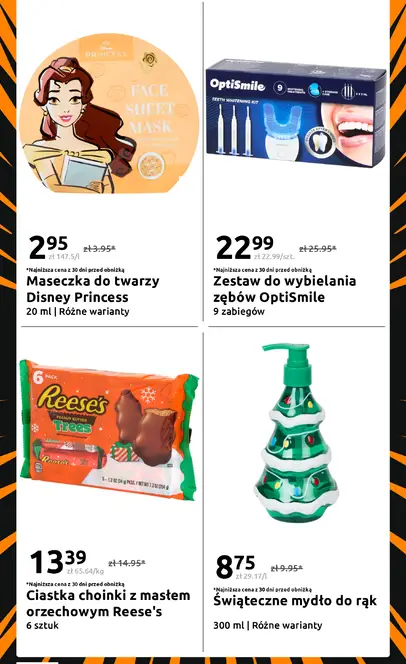 Disney
PRINCESS
FACE
SHEET
MASK
2.95
zł 3.95*
zł 147.5/l
*Najniższa cena z 30 dni przed obniżką
Maseczka do twarzy
Disney Princess
20 ml | Różne warianty
OptiSmile
9
TEETH WHITENING KIT
22.99
zł 25.95*
zł 22.99/szt.
*Najniższa cena z 30 dni przed obniżką
Zestaw do wybielania
zębów OptiSmile
9 zabiegów
6 PACK
Reese's
PEANUT BUTTER
Trees
13.39
zł 14.95*
zł 65.64/kg
*Najniższa cena z 30 dni przed obniżką
Ciastka choinki z masłem
orzechowym Reese's
6 sztuk
8.75
zł 9.95*
zł 29.17/l
*Najniższa cena z 30 dni przed obniżką
Świąteczne mydło do rąk
300 ml | Różne warianty